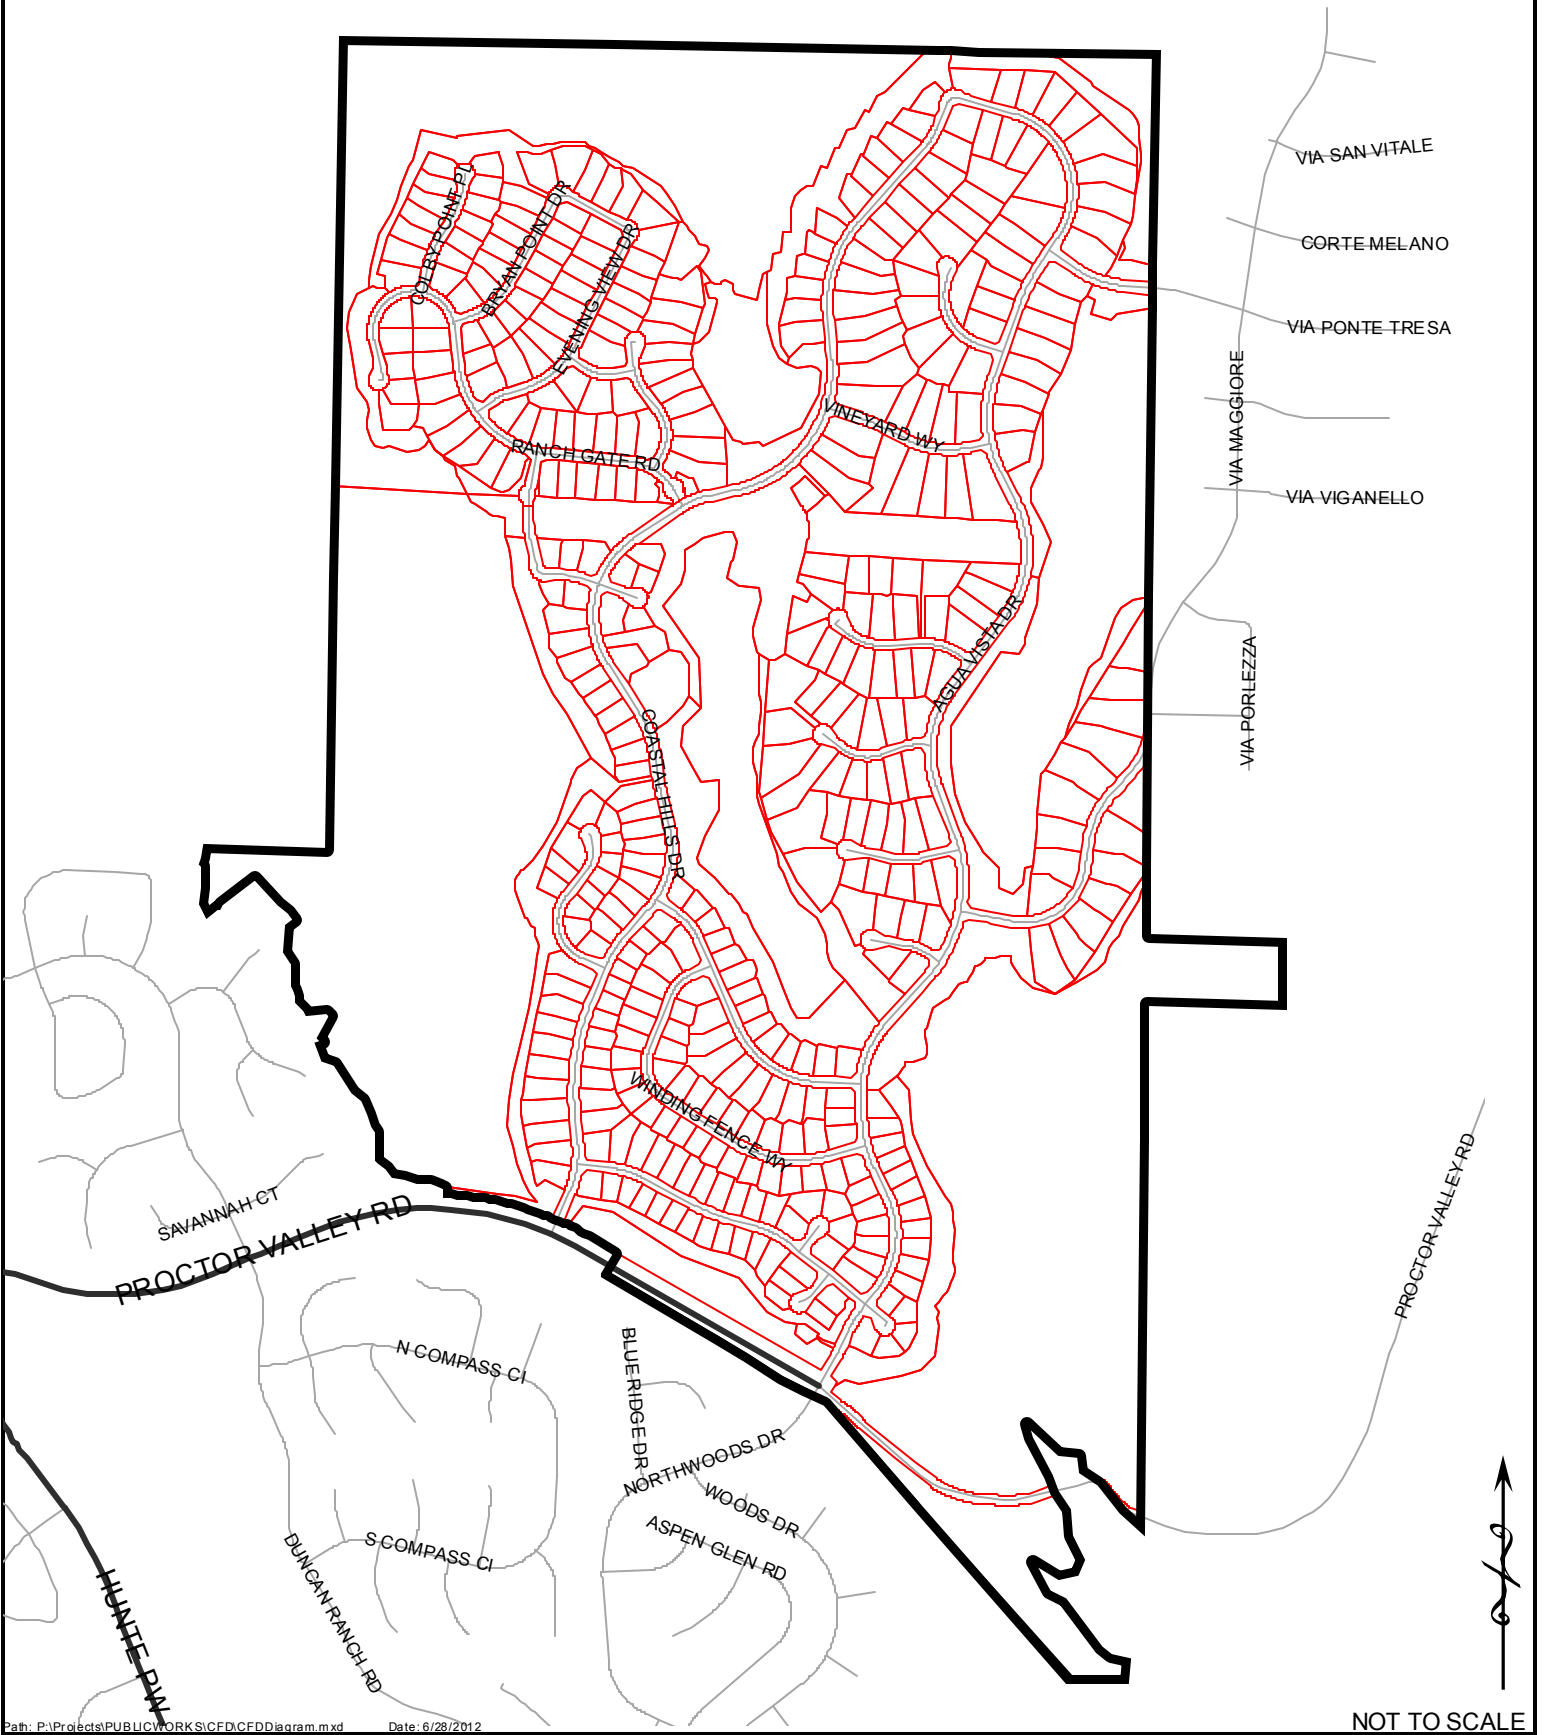 VIA SAN VITALE
COLBY POINT PL
BRYAN POINT DR
EVENING VIEW DR
CORTE MELANO
VIA PONTE TRESA
VIA MAGGIORE
VINEYARD WY
RANCH GATE RD
VIA VIGANELLO
AGUA VISTA DR
VIA PORLEZZA
COASTAL HILLS DR
WINDING FENCE WY
SAVANNAH CT
PROCTOR VALLEY RD
PROCTOR VALLEY RD
N COMPASS CI
BLUE RIDGE DR
NORTHWOODS DR
WOODS DR
ASPEN GLEN RD
S COMPASS CI
DUNCAN RANCH RD
HUNTE PW
Path: P:\Projects\PUBLICWORKS\CFD\CFDDiagram.mxd
Date: 6/28/2012
NOT TO SCALE